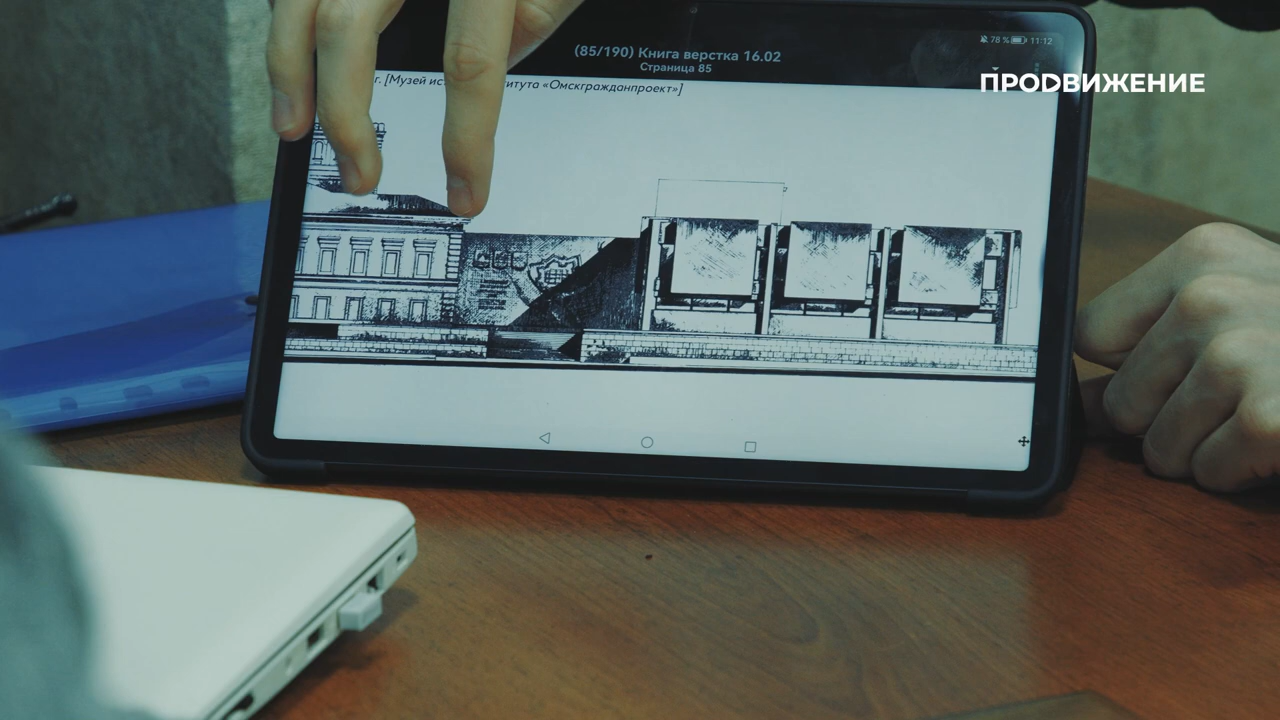 78 % 11:12
(85/190) Книга верстка 16.02
Страница 85
ПРОДВИЖЕНИЕ
г. [Музей ис итута «Омскгражданпроект»]